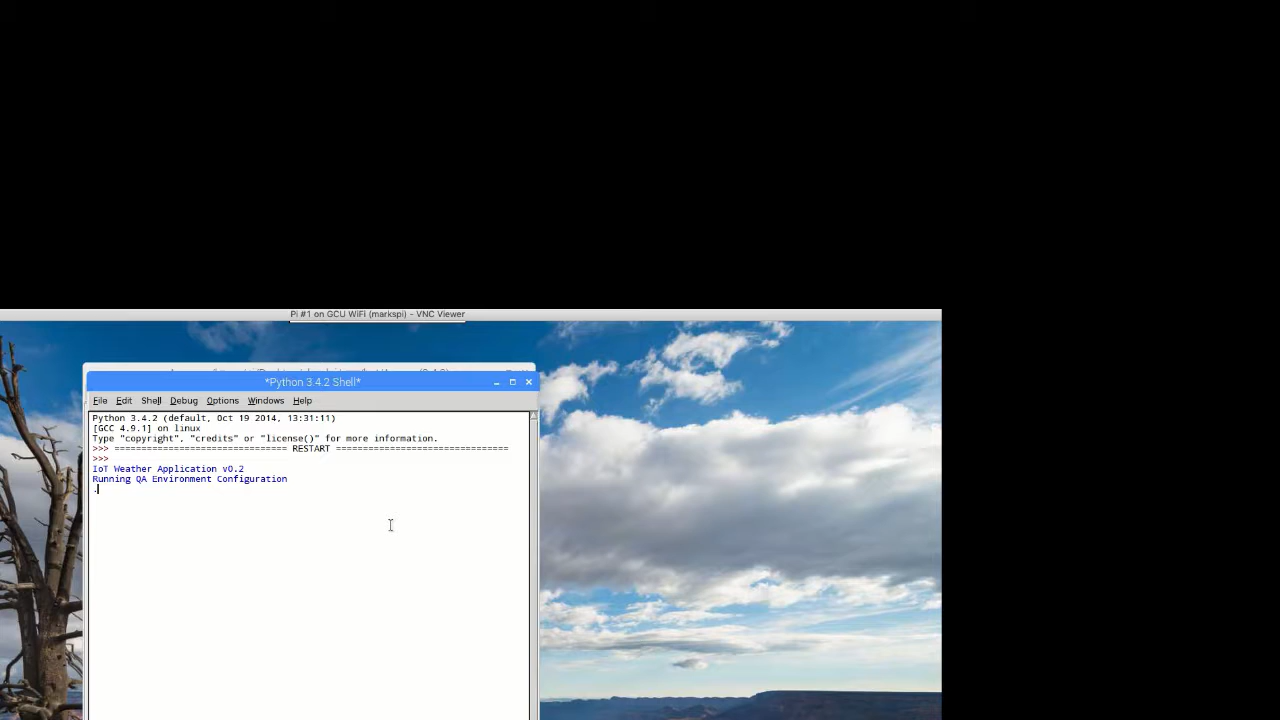 Pi #1 on GCU WiFi (markspi) - VNC Viewer
*Python 3.4.2 Shell*
File Edit Shell Debug Options Windows Help
Python 3.4.2 (default, Oct 19 2014, 13:31:11)
[GCC 4.9.1] on linux
Type "copyright", "credits" or "license()" for more information.
>>> ================================ RESTART ================================
>>>
IoT Weather Application v0.2
Running QA Environment Configuration
.